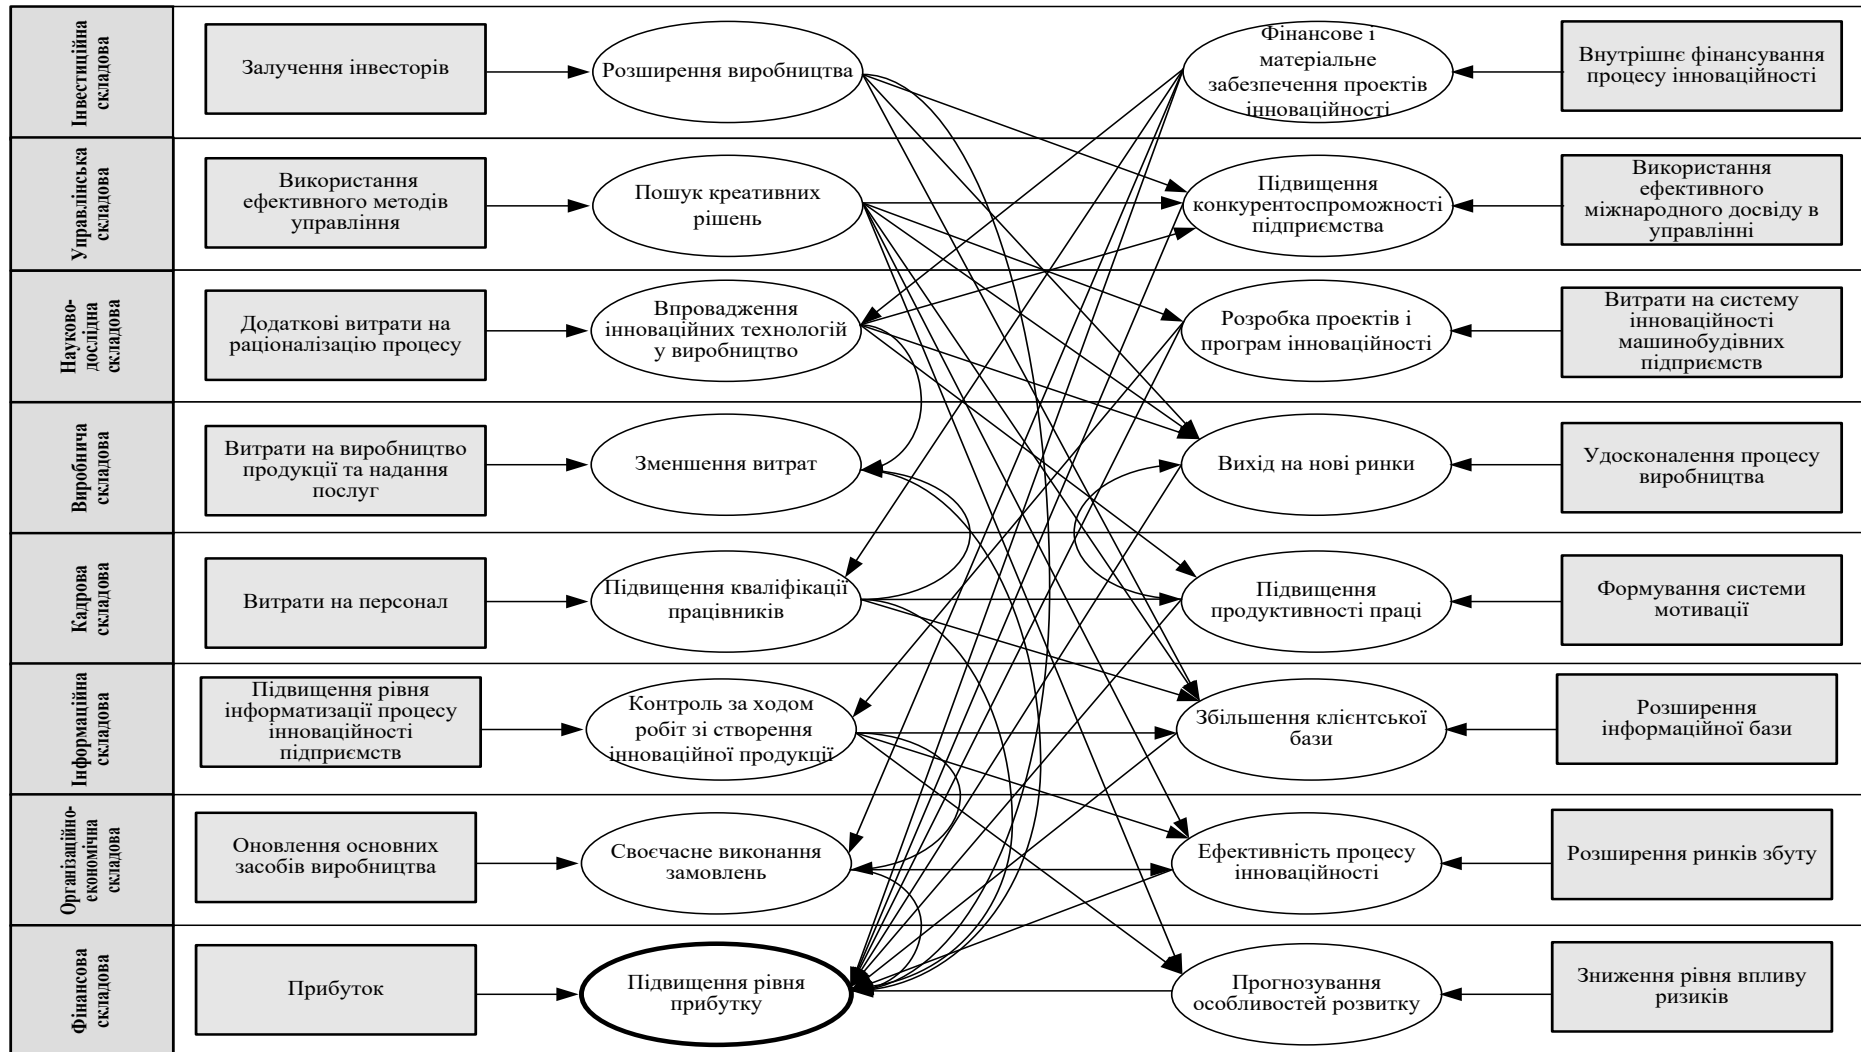 Інвестиційна
складова
Залучення інвесторів
Розширення виробництва
Фінансове і
матеріальне
забезпечення проектів
інноваційності
Внутрішнє фінансування
процесу інноваційності
Управлінська
складова
Використання
ефективного методів
управління
Пошук креативних
рішень
Підвищення
конкурентоспроможності
підприємства
Використання
ефективного
міжнародного досвіду в
управлінні
Науково-
дослідна
складова
Додаткові витрати на
раціоналізацію процесу
Впровадження
інноваційних технологій
у виробництво
Розробка проектів і
програм інноваційності
Витрати на систему
інноваційності
машинобудівних
підприємств
Виробнича
складова
Витрати на виробництво
продукції та надання
послуг
Зменшення витрат
Вихід на нові ринки
Удосконалення процесу
виробництва
Кадрова
складова
Витрати на персонал
Підвищення кваліфікації
працівників
Підвищення
продуктивності праці
Формування системи
мотивації
Інформаційна
складова
Підвищення рівня
інформатизації процесу
інноваційності
підприємств
Контроль за ходом
робіт зі створення
інноваційної продукції
Збільшення клієнтської
бази
Розширення
інформаційної бази
Організаційно-
економічна
складова
Оновлення основних
засобів виробництва
Своєчасне виконання
замовлень
Ефективність процесу
інноваційності
Розширення ринків збуту
Фінансова
складова
Прибуток
Підвищення рівня
прибутку
Прогнозування
особливостей розвитку
Зниження рівня впливу
ризиків